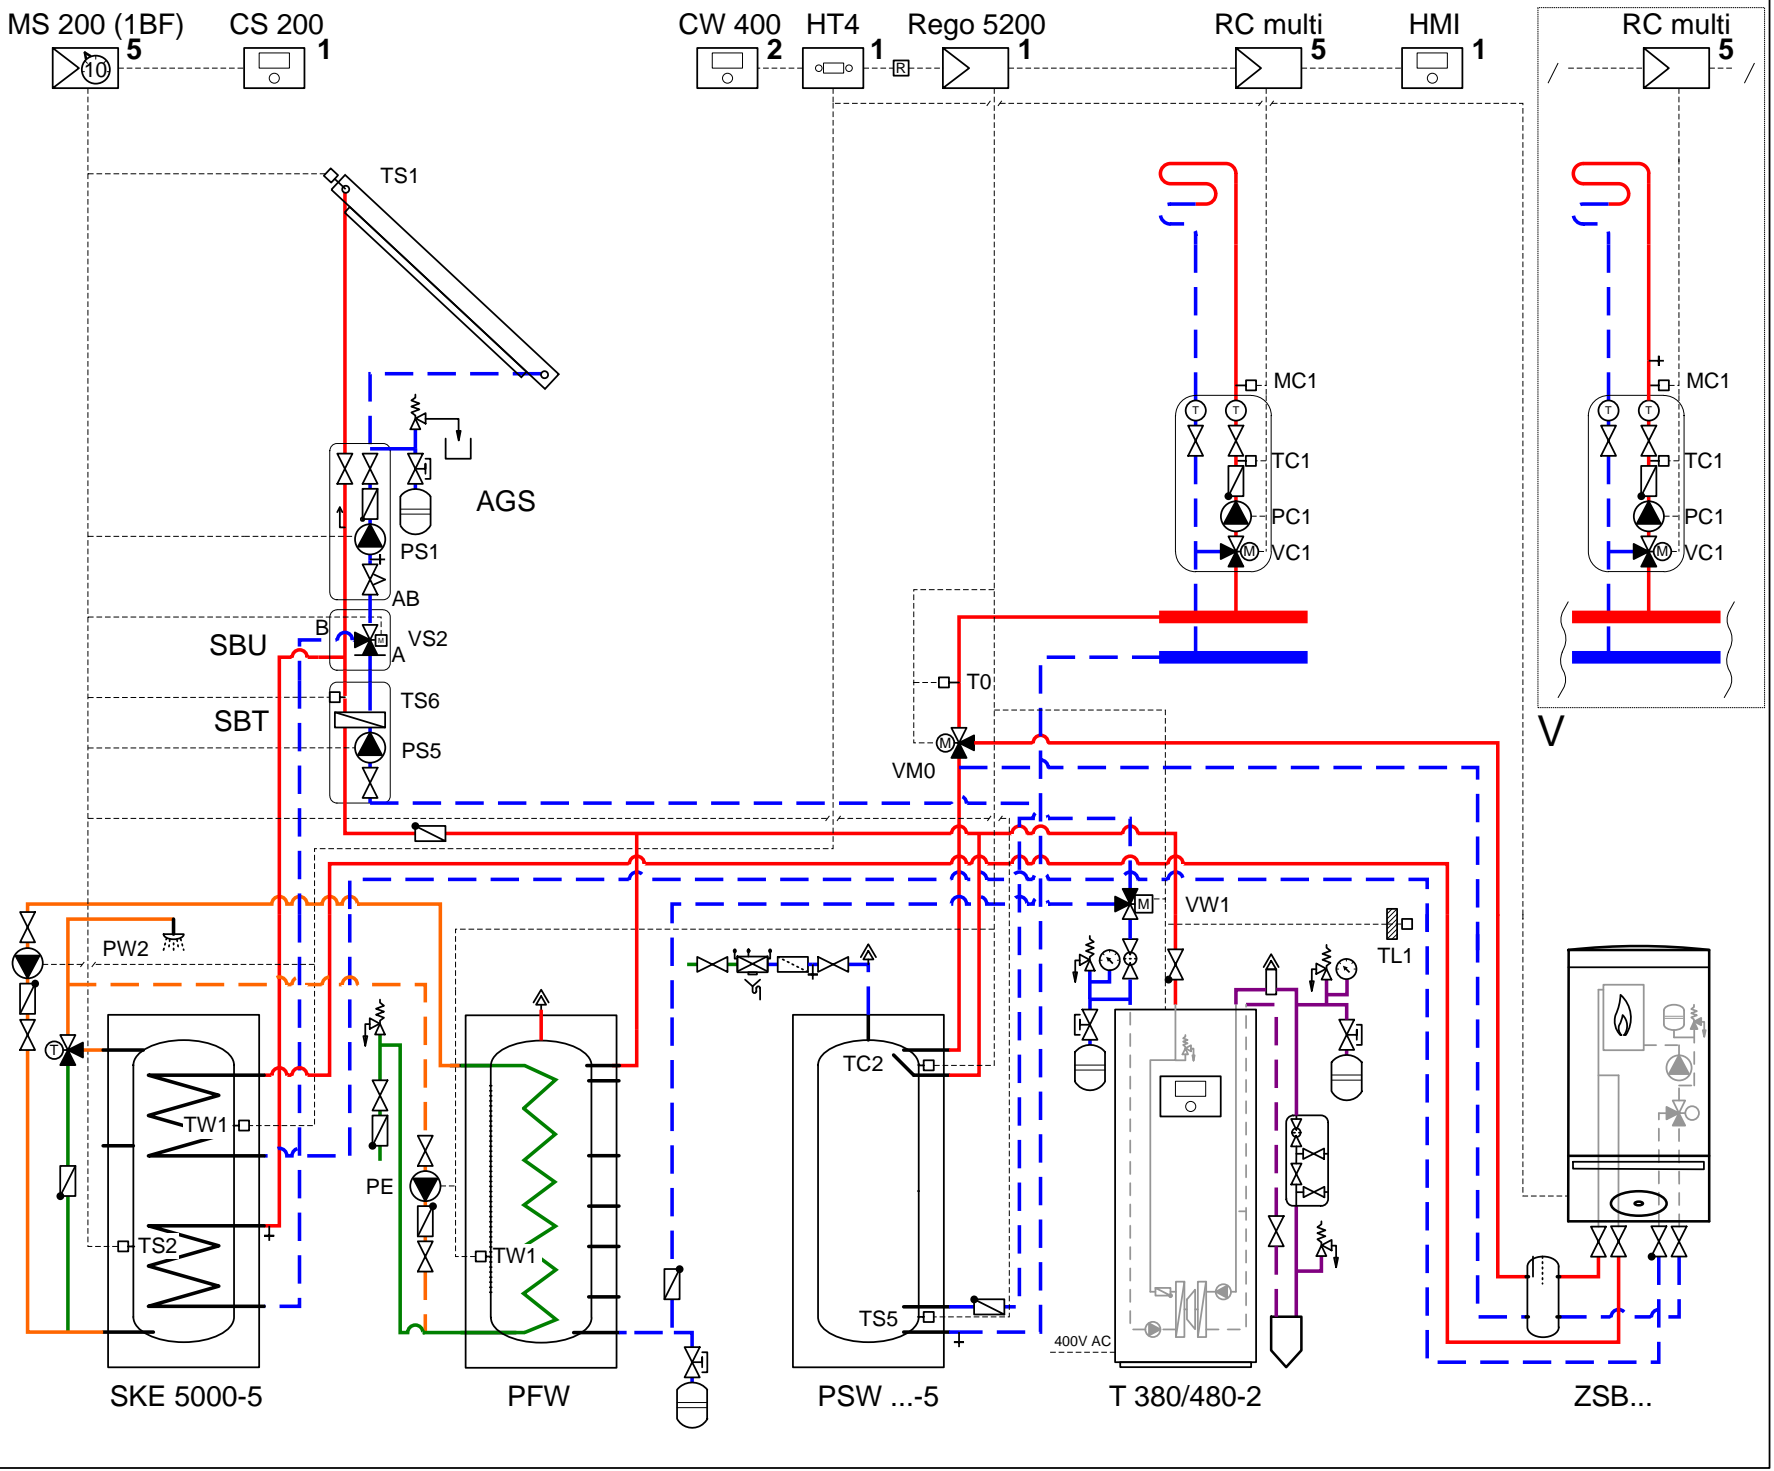 MS 200 (1BF)
5
CS 200
1
CW 400
2
HT4
1
Rego 5200
1
RC multi
5
HMI
1
RC multi
5
10
R
TS1
MC1
MC1
T
T
T
T
TC1
TC1
AGS
PC1
PC1
PS1
M
VC1
M
VC1
AB
B
SBU
M
VS2
A
T0
TS6
SBT
PS5
M
VM0
V
M
VW1
PW2
TL1
T
TC2
TW1
PE
TS2
TW1
TS5
400V AC
SKE 5000-5
PFW
PSW ...-5
T 380/480-2
ZSB...